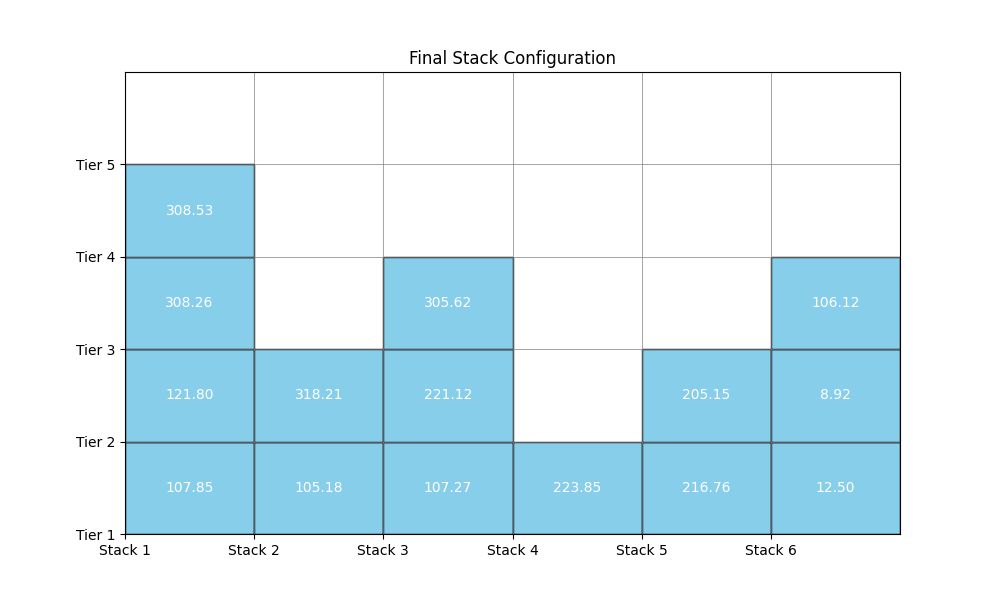 Final Stack Configuration
Tier 5
308.53
Tier 4
308.26 305.62 106.12
Tier 3
121.80 318.21 221.12 205.15 8.92
Tier 2
107.85 105.18 107.27 223.85 216.76 12.50
Tier 1
Stack 1 Stack 2 Stack 3 Stack 4 Stack 5 Stack 6